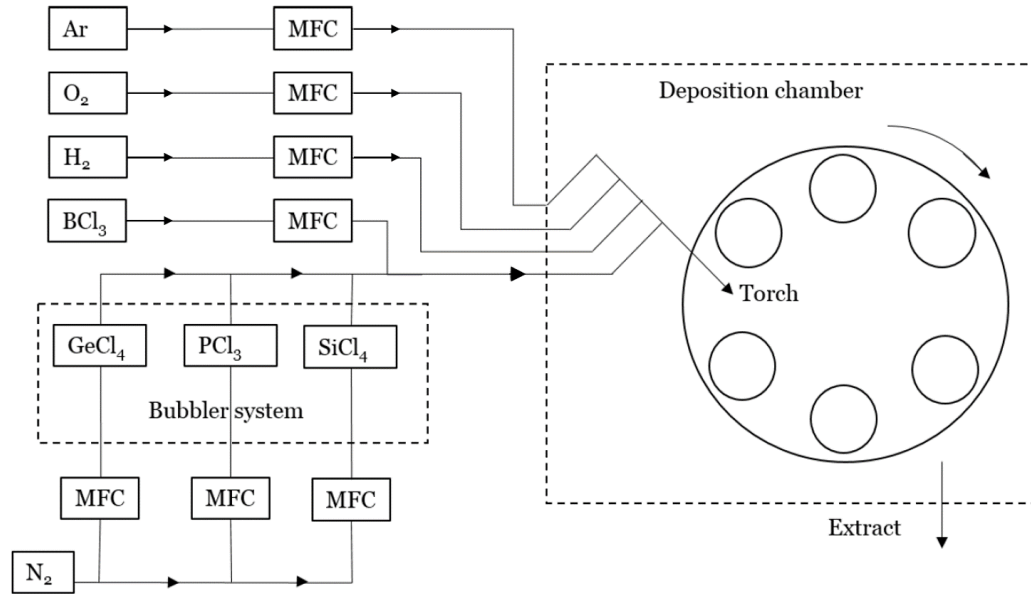 Ar
MFC
O₂
MFC
H₂
MFC
BCl₃
MFC
Deposition chamber
Torch
GeCl₄
PCl₃
SiCl₄
Bubbler system
MFC
MFC
MFC
N₂
Extract